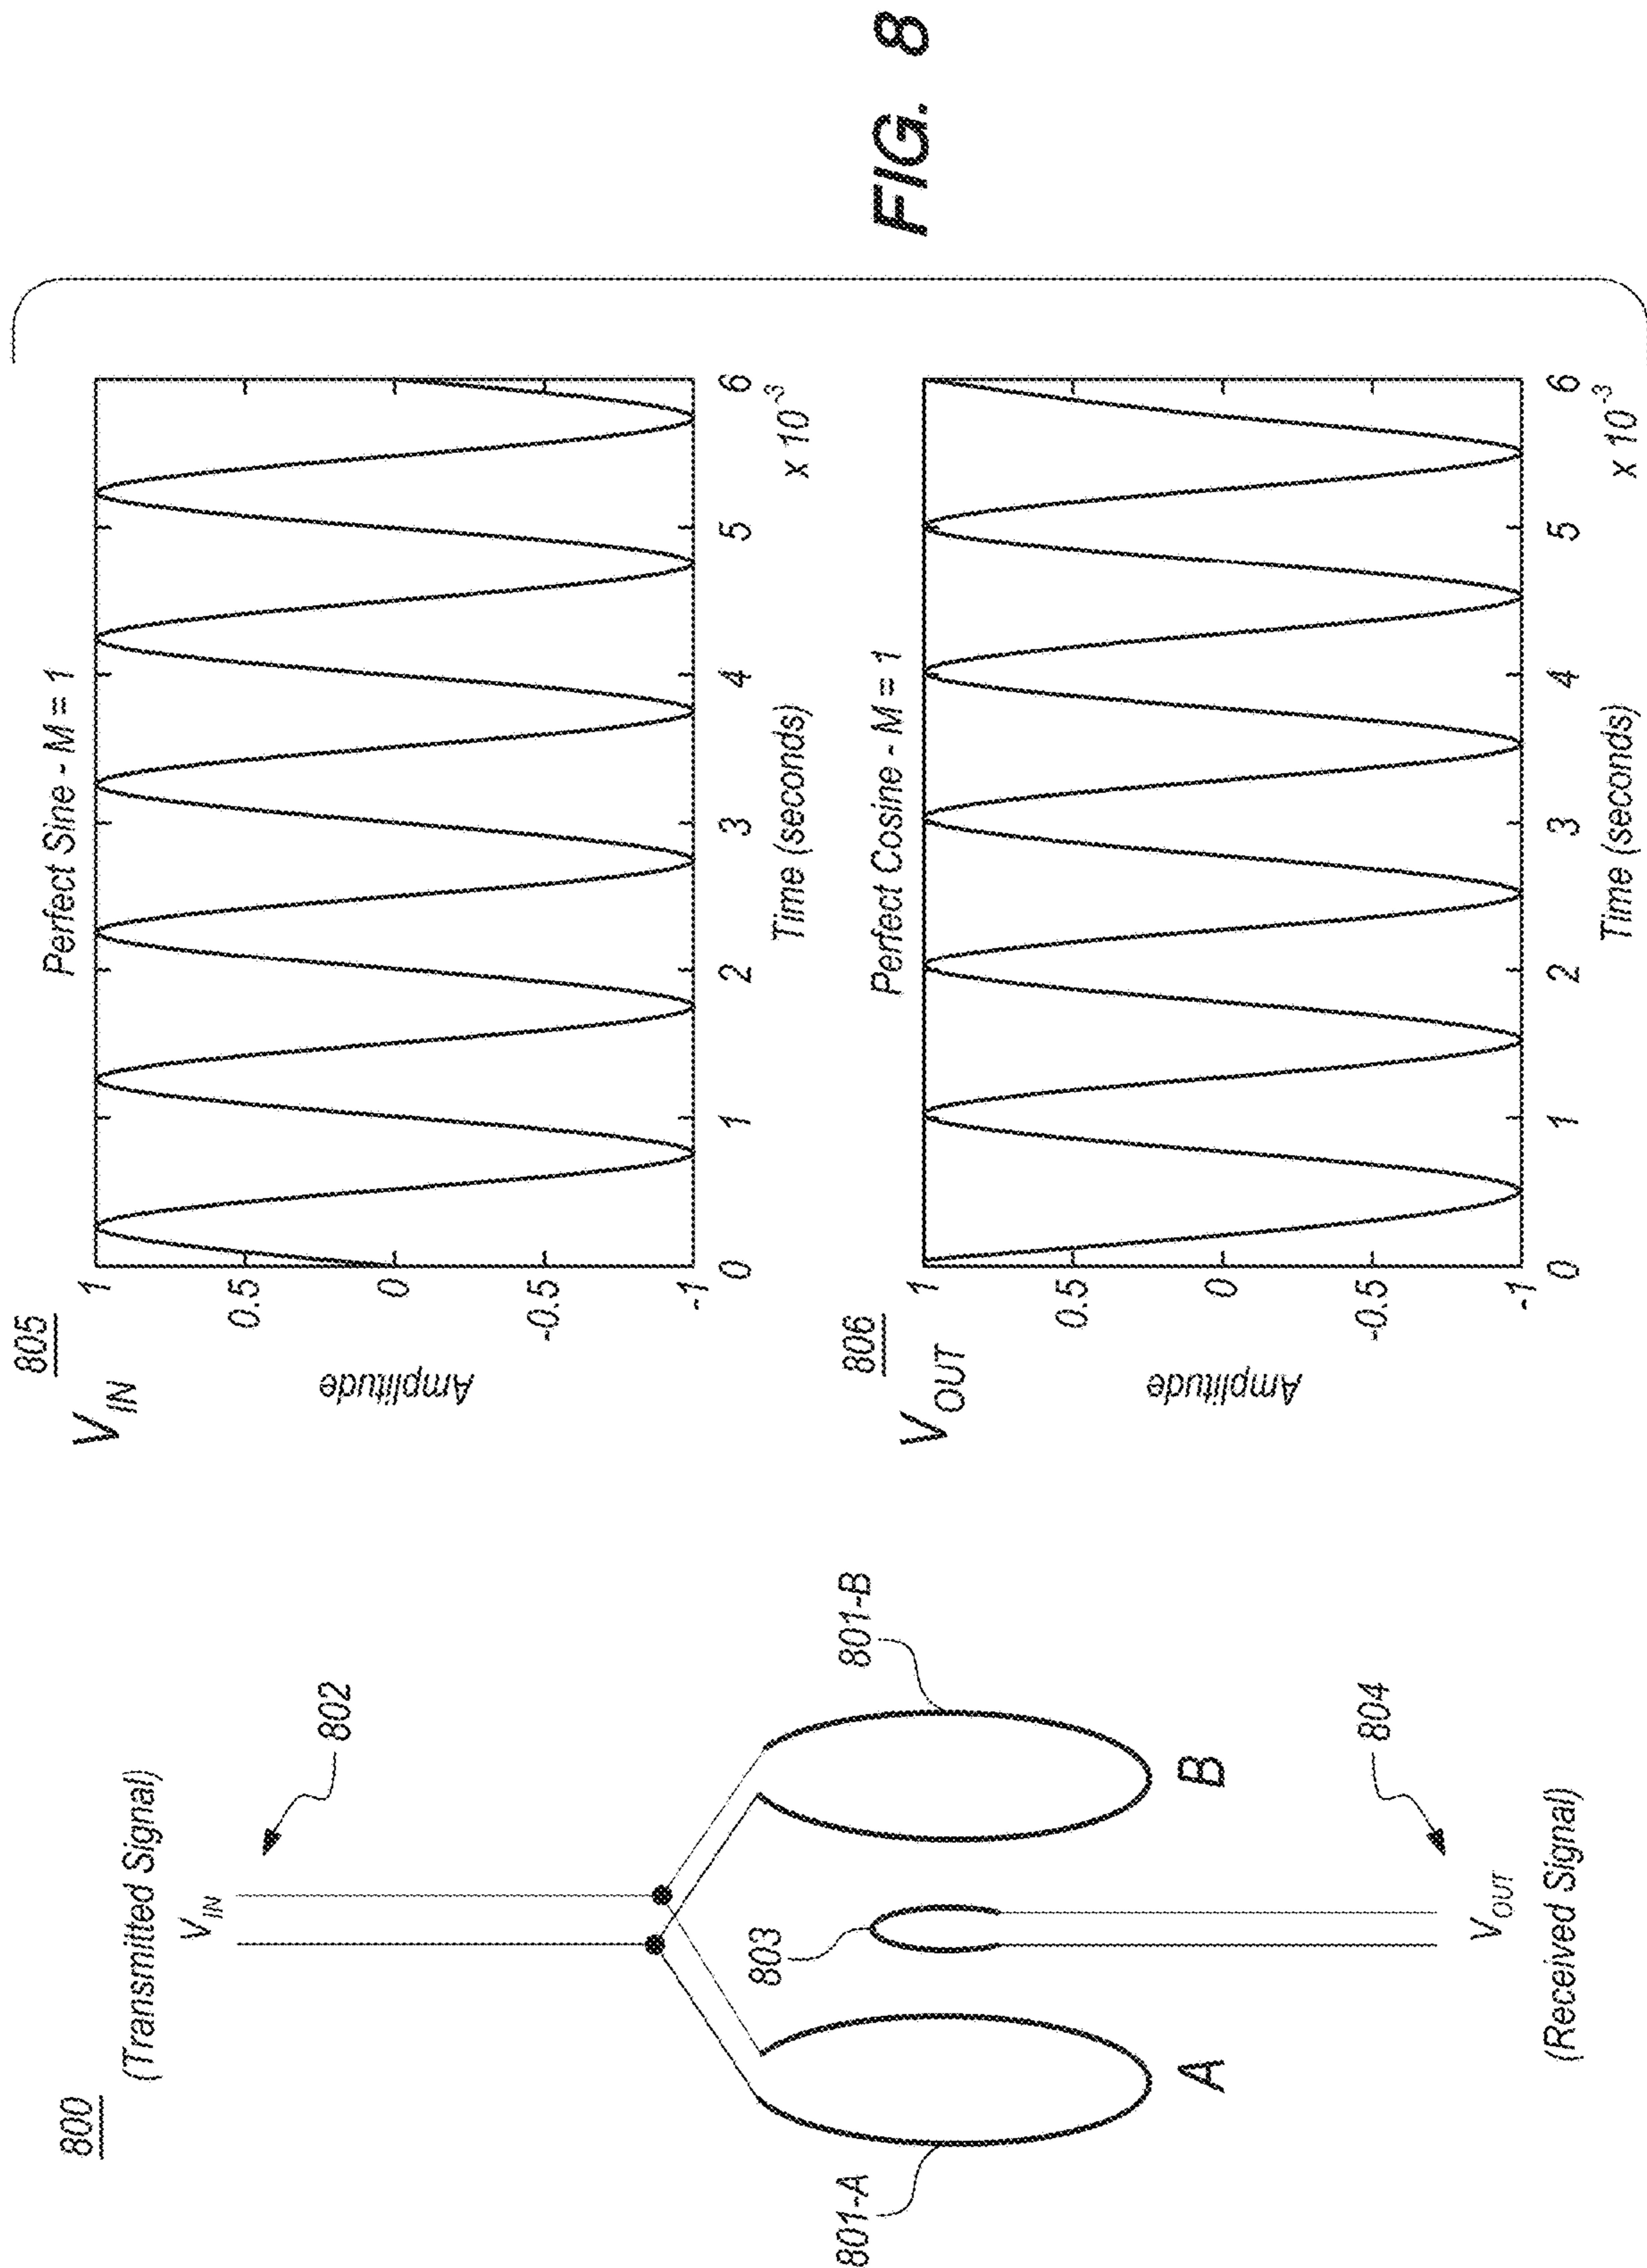 800
(Transmitted Signal)
V_IN
802
801-A
803
801-B
A
B
804
V_OUT
(Received Signal)
805
V_IN
Perfect Sine - M = 1
Amplitude
1
0.5
0
-0.5
-1
0 1 2 3 4 5 6
Time (seconds)
x 10^-3
806
V_OUT
Perfect Cosine - M = 1
Amplitude
1
0.5
0
-0.5
-1
0 1 2 3 4 5 6
Time (seconds)
x 10^-3
FIG. 8